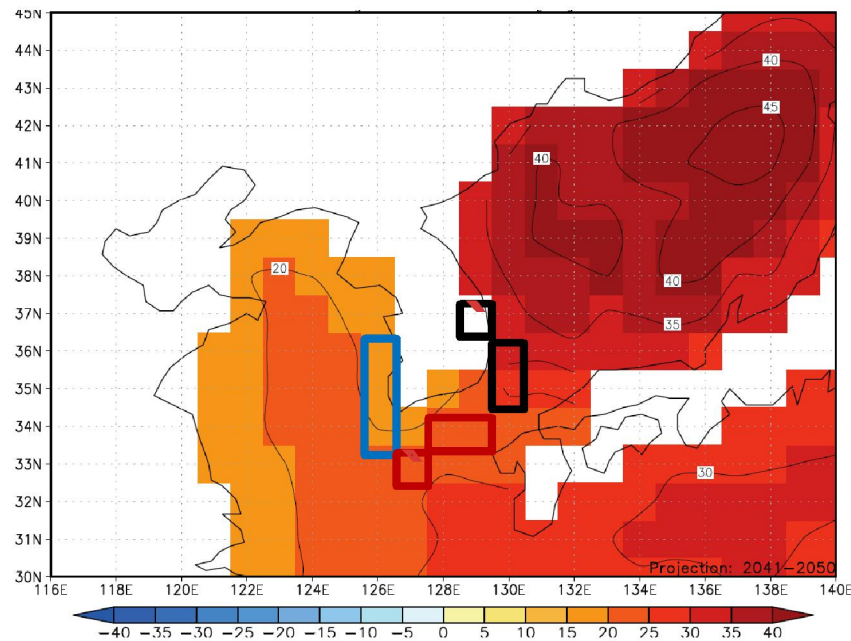 45N
44N
43N
42N
41N
40N
39N
38N
37N
36N
35N
34N
33N
32N
31N
30N
40
45
40
20
40
35
30
Projection: 2041-2050
116E 118E 120E 122E 124E 126E 128E 130E 132E 134E 136E 138E 140E
-40 -35 -30 -25 -20 -15 -10 -5 0 5 10 15 20 25 30 35 40